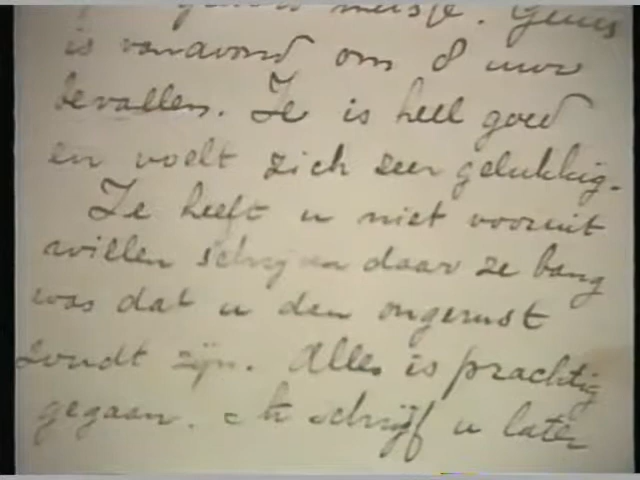 meisje. Genes
is vanavond om 8 uur
bevallen. Ze is heel goed
en voelt zich zeer gelukkig.
Ze heeft u niet vooruit
willen schrijven daar ze bang
was dat u dan ongerust
zoudt zijn. Alles is prachtig
gegaan. Ik schrijf u later